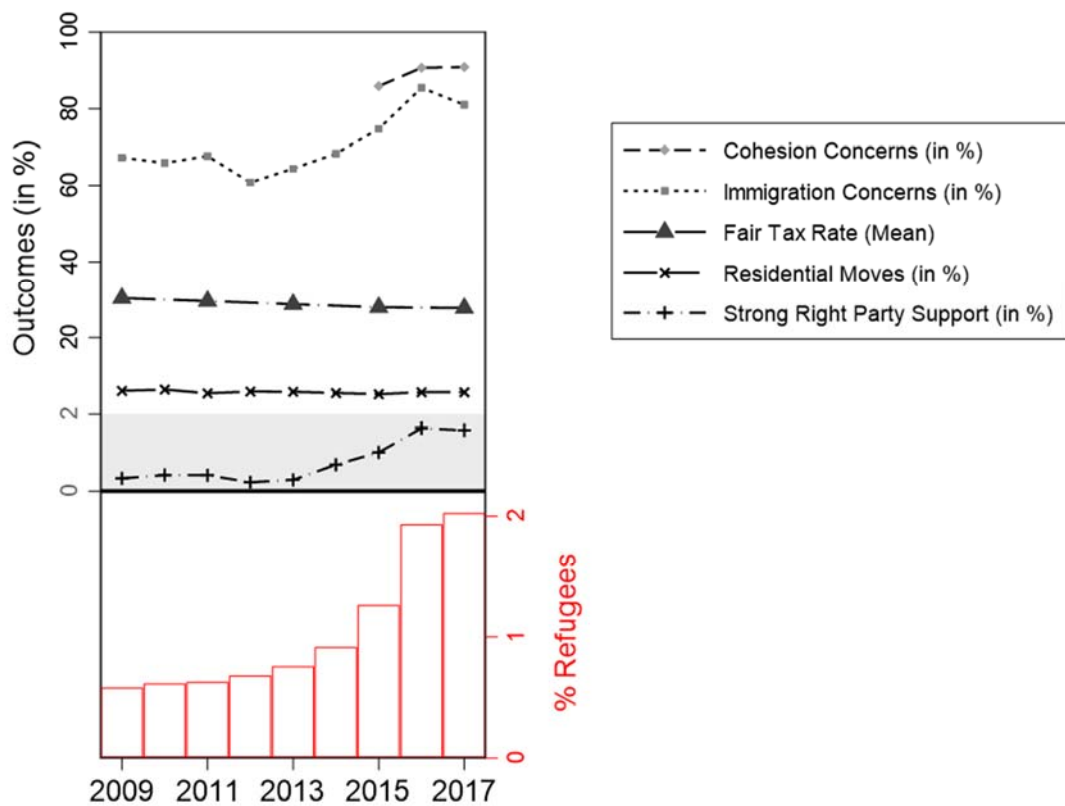 Outcomes (in %)
100
80
60
40
20
2
0
Cohesion Concerns (in %)
Immigration Concerns (in %)
Fair Tax Rate (Mean)
Residential Moves (in %)
Strong Right Party Support (in %)
% Refugees
2
1
0
2009 2011 2013 2015 2017